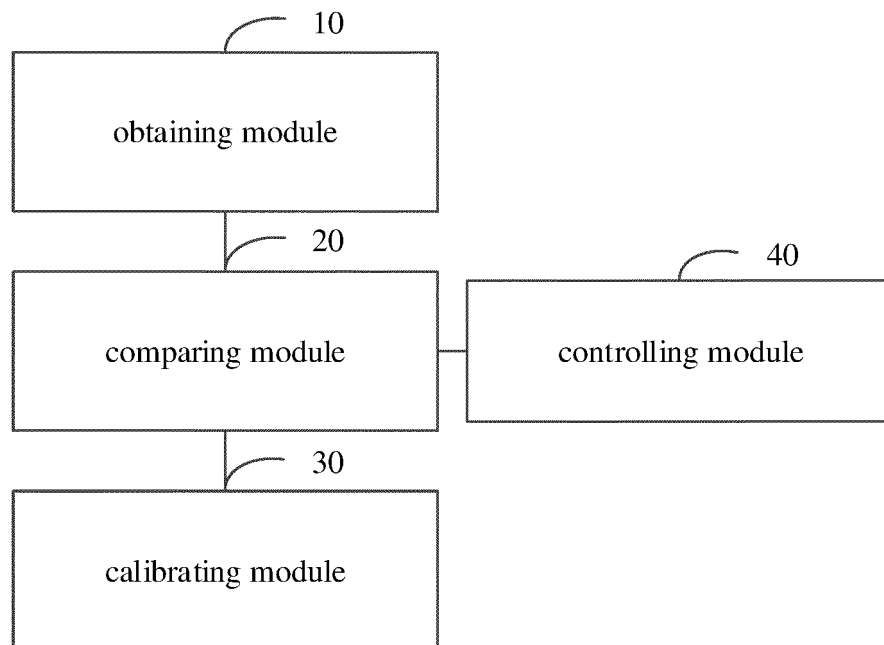 10
obtaining module
20
40
comparing module
controlling module
30
calibrating module